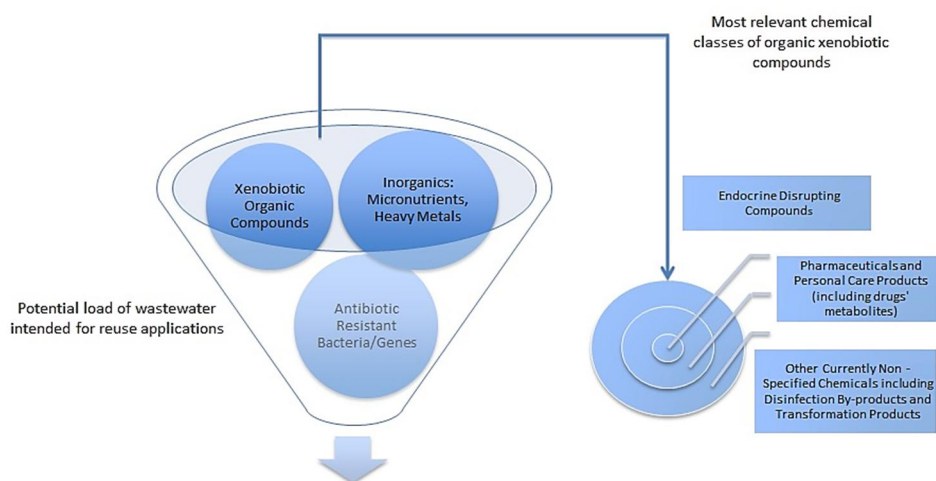 Most relevant chemical
classes of organic xenobiotic
compounds
Xenobiotic
Organic
Compounds
Inorganics:
Micronutrients,
Heavy Metals
Antibiotic
Resistant
Bacteria/Genes
Potential load of wastewater
intended for reuse applications
Endocrine Disrupting
Compounds
Pharmaceuticals and
Personal Care Products
(including drugs'
metabolites)
Other Currently Non -
Specified Chemicals including
Disinfection By-products and
Transformation Products